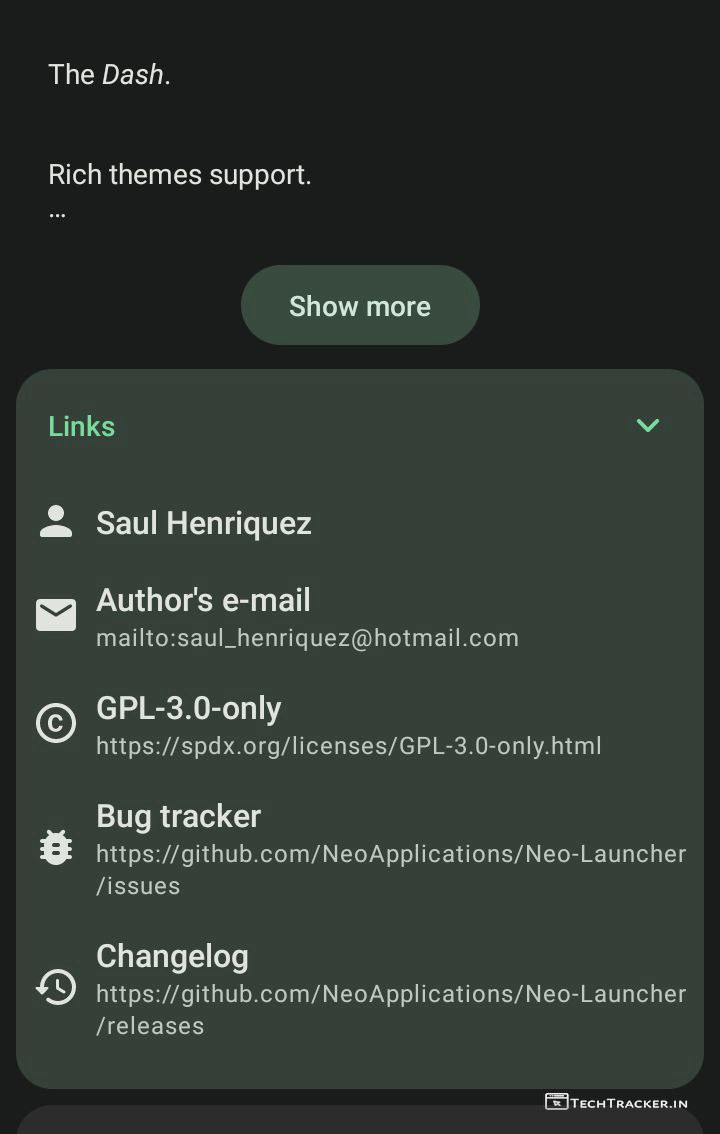 The Dash.
Rich themes support.
...
Show more
Links
Saul Henriquez
Author's e-mail
mailto:saul_henriquez@hotmail.com
GPL-3.0-only
https://spdx.org/licenses/GPL-3.0-only.html
Bug tracker
https://github.com/NeoApplications/Neo-Launcher
/issues
Changelog
https://github.com/NeoApplications/Neo-Launcher
/releases
TECHTRACKER.IN